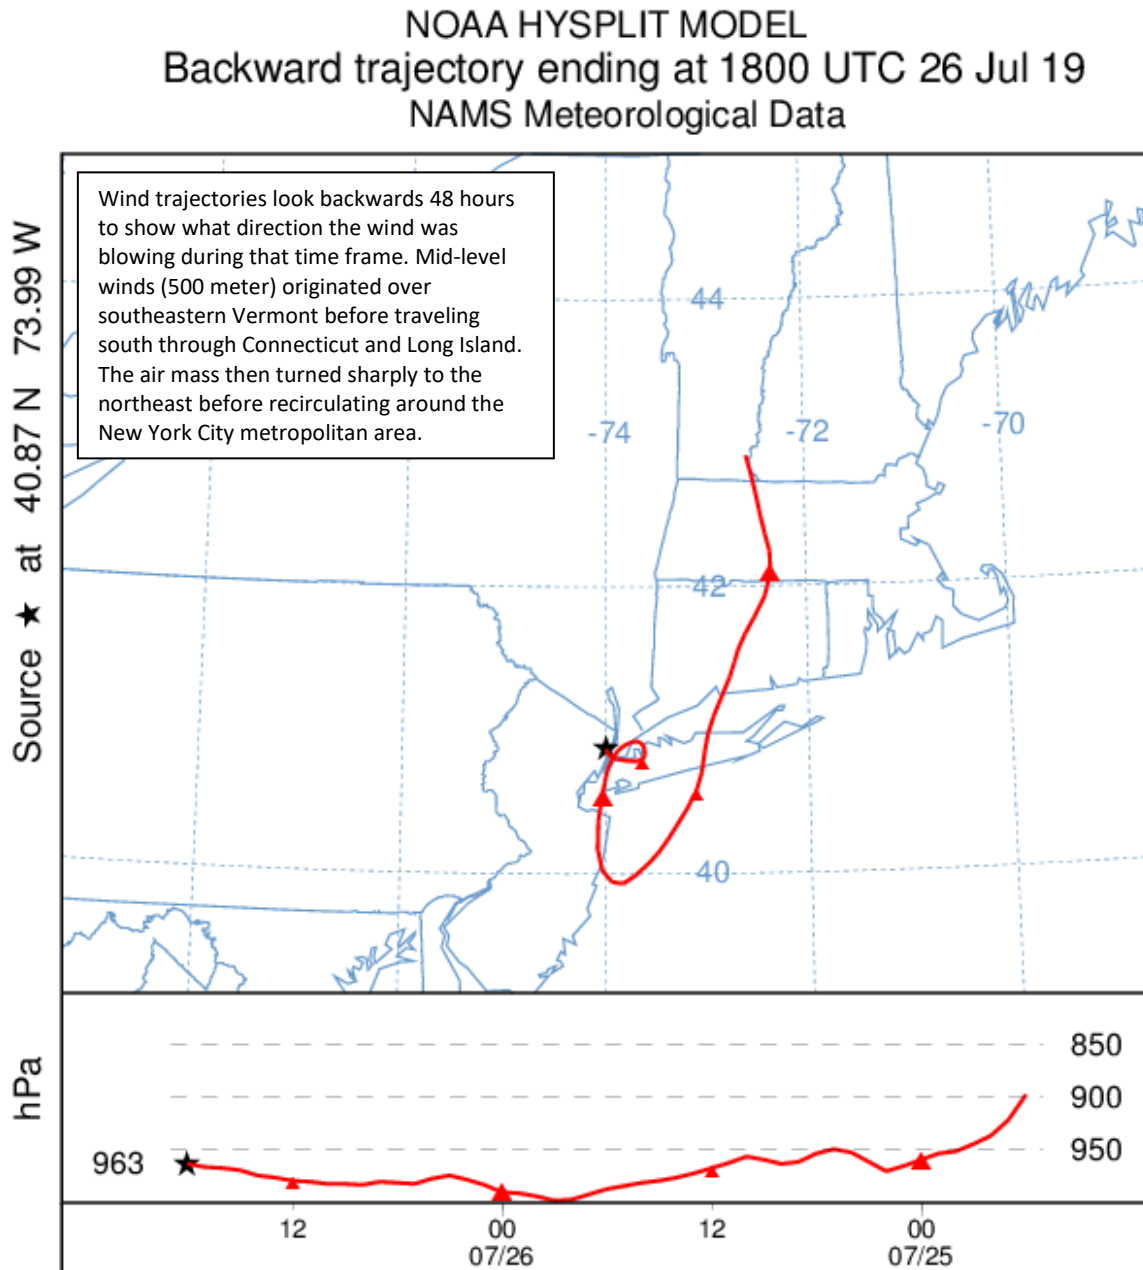 NOAA HYSPLIT MODEL
Backward trajectory ending at 1800 UTC 26 Jul 19
NAMS Meteorological Data
Source ★ at 40.87 N 73.99 W
Wind trajectories look backwards 48 hours
to show what direction the wind was
blowing during that time frame. Mid-level
winds (500 meter) originated over
southeastern Vermont before traveling
south through Connecticut and Long Island.
The air mass then turned sharply to the
northeast before recirculating around the
New York City metropolitan area.
44
-74
-72
-70
42
40
hPa
850
900
950
963
12
00
12
00
07/26
07/25